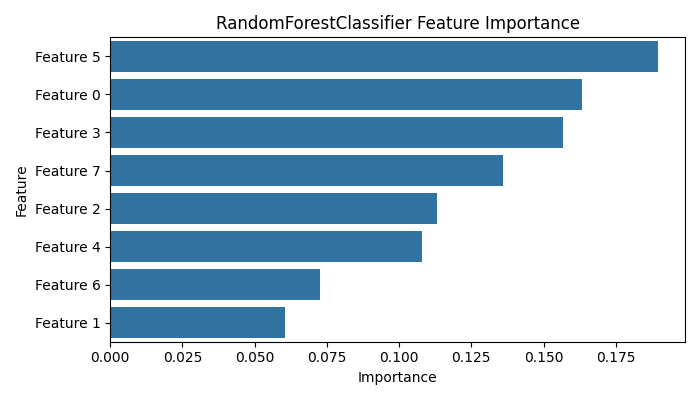 RandomForestClassifier Feature Importance
Feature 5
Feature 0
Feature 3
Feature 7
Feature 2
Feature 4
Feature 6
Feature 1
Feature
0.000 0.025 0.050 0.075 0.100 0.125 0.150 0.175
Importance